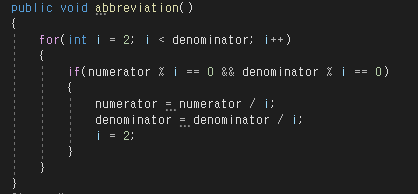 public void abbreviation()
{
for(int i = 2; i < denominator; i++)
{
if(numerator % i == 0 && denominator % i == 0)
{
numerator = numerator / i;
denominator = denominator / i;
i = 2;
}
}
}